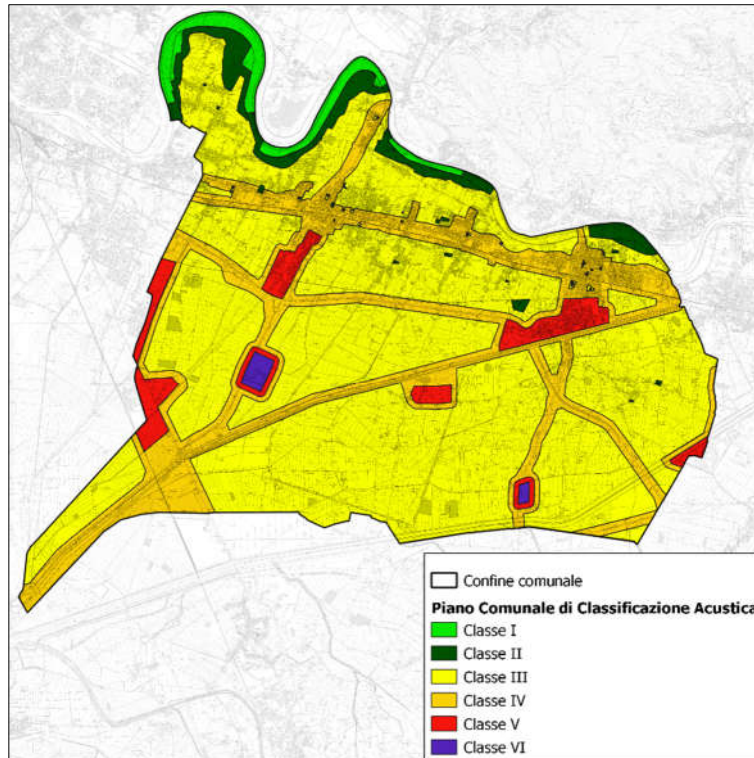 Confine comunale
Piano Comunale di Classificazione Acustica
Classe I
Classe II
Classe III
Classe IV
Classe V
Classe VI